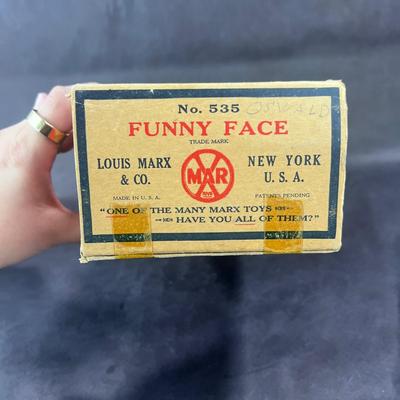 No. 535 OSWALD
FUNNY FACE
TRADE MARK
LOUIS MARX
& CO.
MAR
NEW YORK
U. S. A.
MADE IN U. S. A.
PATENTS PENDING
"ONE OF THE MANY MARX TOYS
HAVE YOU ALL OF THEM?"